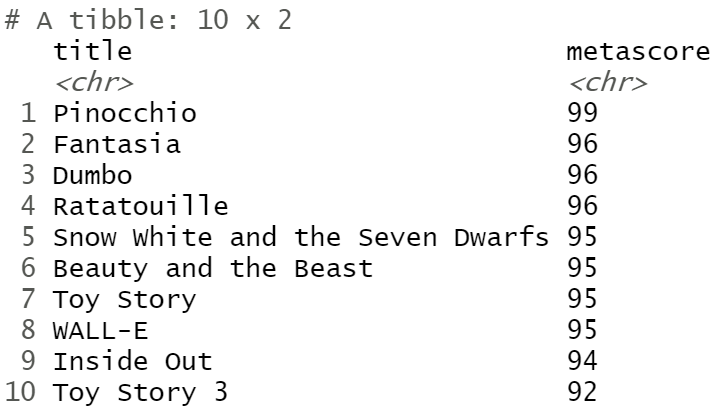 # A tibble: 10 x 2
title metascore
<chr> <chr>
1 Pinocchio 99
2 Fantasia 96
3 Dumbo 96
4 Ratatouille 96
5 Snow White and the Seven Dwarfs 95
6 Beauty and the Beast 95
7 Toy Story 95
8 WALL-E 95
9 Inside Out 94
10 Toy Story 3 92